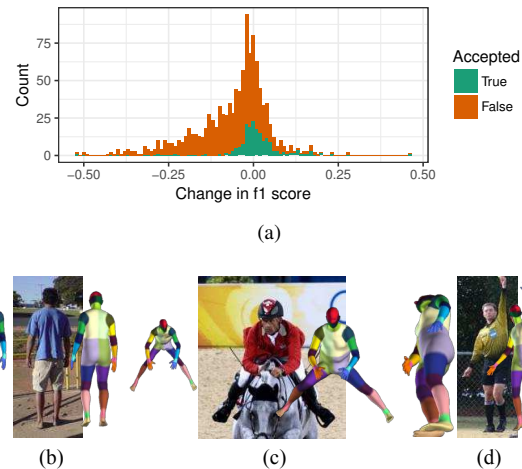 75
50
25
0
Count
-0.50
-0.25
0.00
0.25
0.50
Change in f1 score
Accepted
True
False
(a)
(b)
(c)
(d)